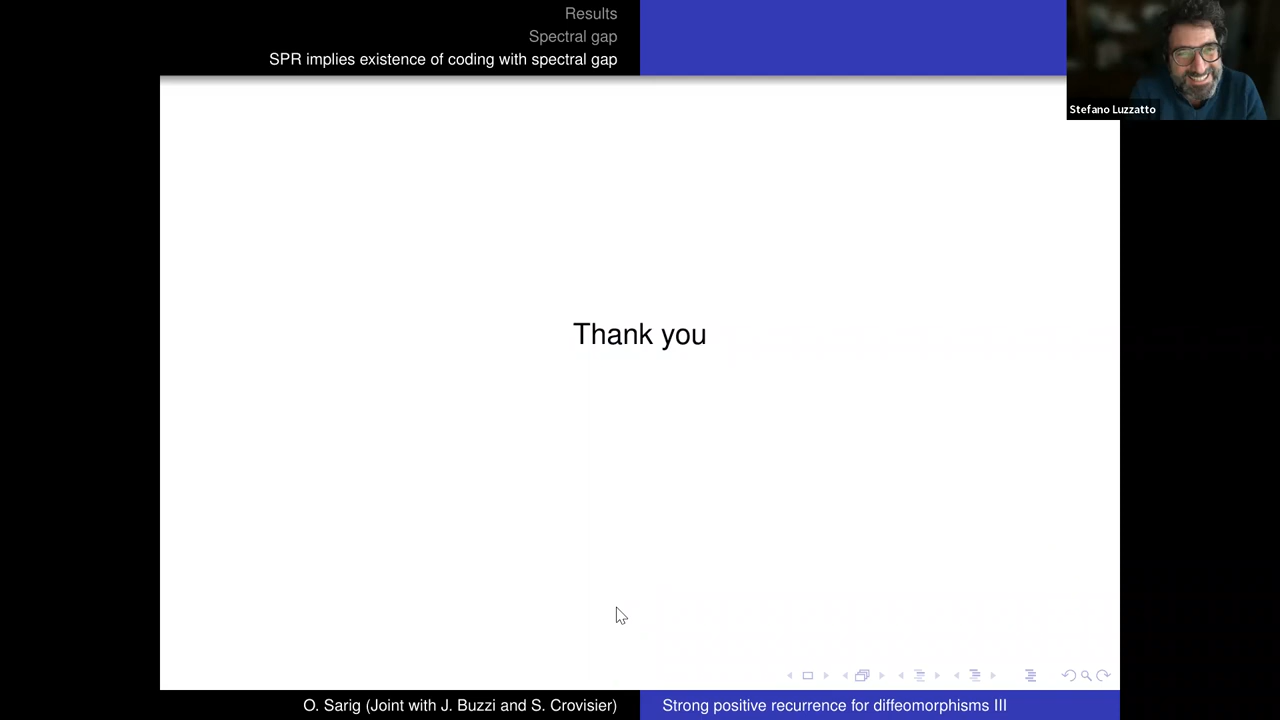 Results
Spectral gap
SPR implies existence of coding with spectral gap
Stefano Luzzatto
Thank you
O. Sarig (Joint with J. Buzzi and S. Crovisier)
Strong positive recurrence for diffeomorphisms III